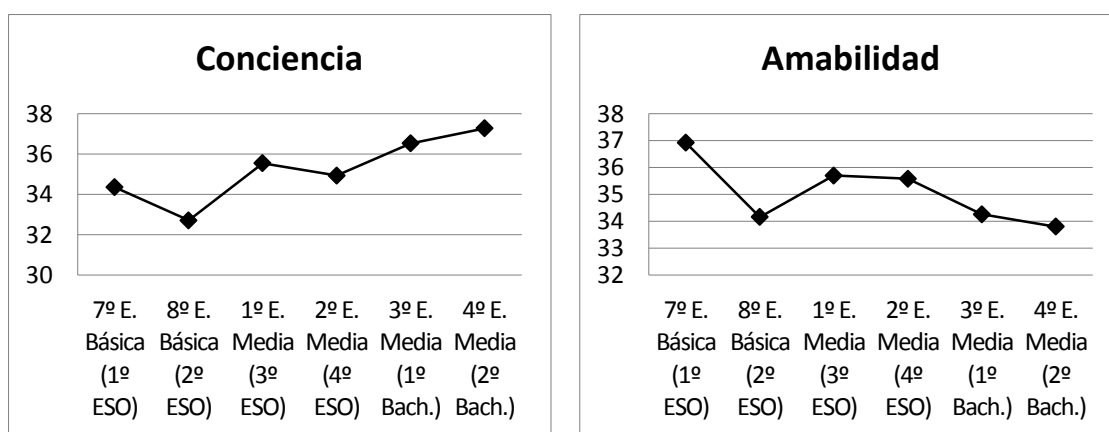 Conciencia
38
36
34
32
30
7º E. 8º E. 1º E. 2º E. 3º E. 4º E.
Básica Básica Media Media Media Media
(1º (2º (3º (4º (1º (2º
ESO) ESO) ESO) ESO) Bach.) Bach.)
Amabilidad
38
37
36
35
34
33
32
7º E. 8º E. 1º E. 2º E. 3º E. 4º E.
Básica Básica Media Media Media Media
(1º (2º (3º (4º (1º (2º
ESO) ESO) ESO) ESO) Bach.) Bach.)